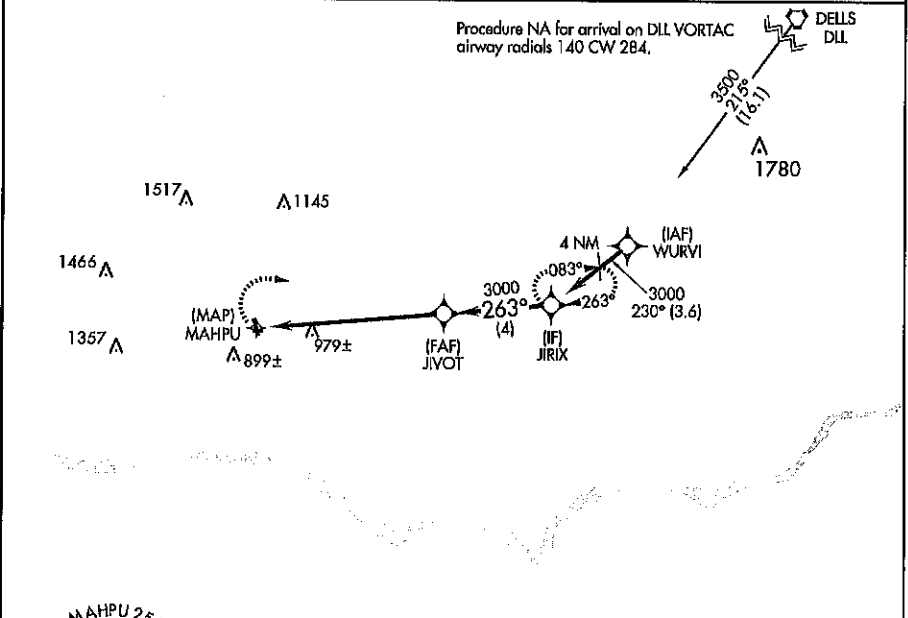 Procedure NA for arrival on DLL VORTAC
airway radials 140 CW 284.
DELLS
DLL
3500
215°
(16.1)
1780
1517
1145
1466
4 NM
(IAF)
WURVI
083°
3000
263°
(4)
263°
3000
230° (3.6)
(MAP)
MAHPU
1357
899±
979±
(FAF)
JIVOT
(IF)
JIRIX
MAHPU 25